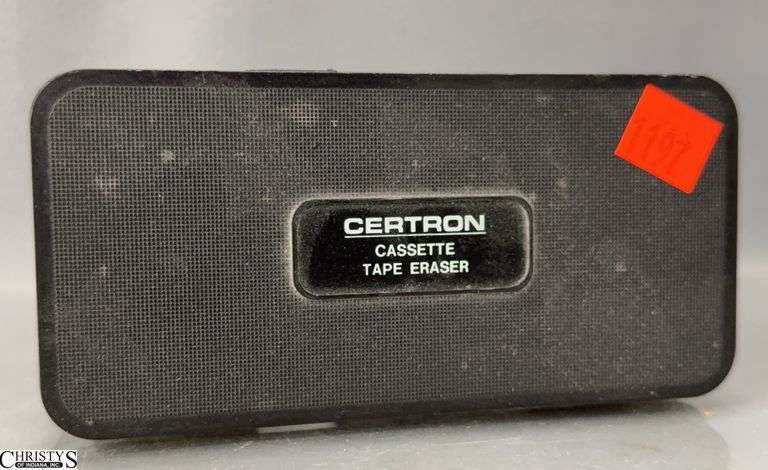 1197
CERTRON
CASSETTE
TAPE ERASER
CHRISTY'S
OF INDIANA, INC.